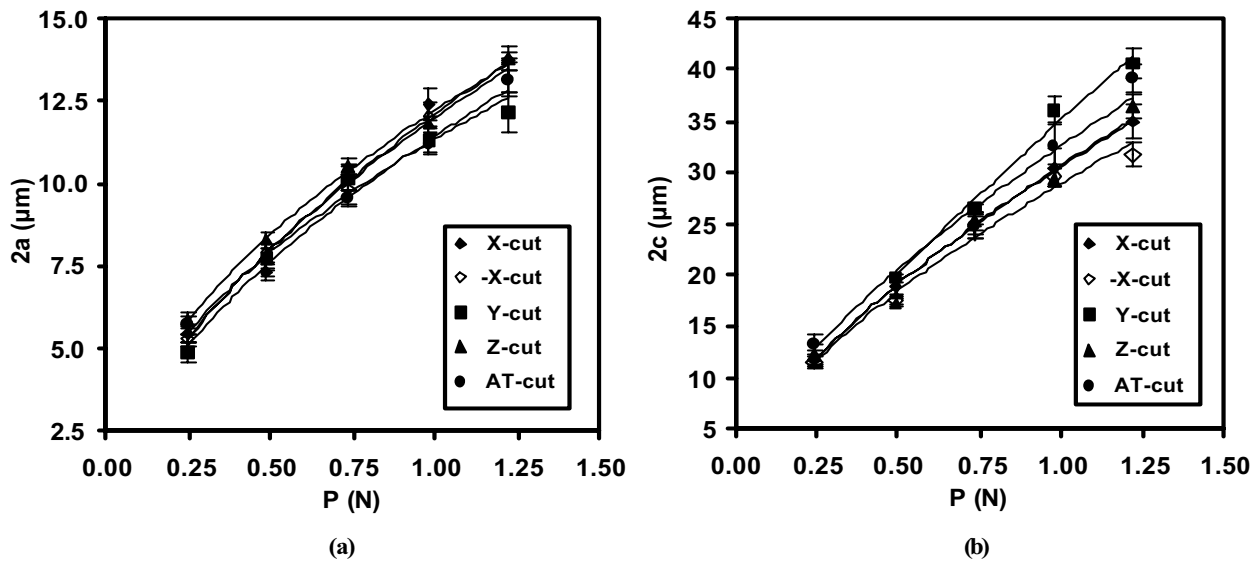 15.0
12.5
10.0
7.5
5.0
2.5
2a (µm)
0.00 0.25 0.50 0.75 1.00 1.25 1.50
P (N)
X-cut
-X-cut
Y-cut
Z-cut
AT-cut
(a)
45
40
35
30
25
20
15
10
5
2c (µm)
0.00 0.25 0.50 0.75 1.00 1.25 1.50
P (N)
X-cut
-X-cut
Y-cut
Z-cut
AT-cut
(b)